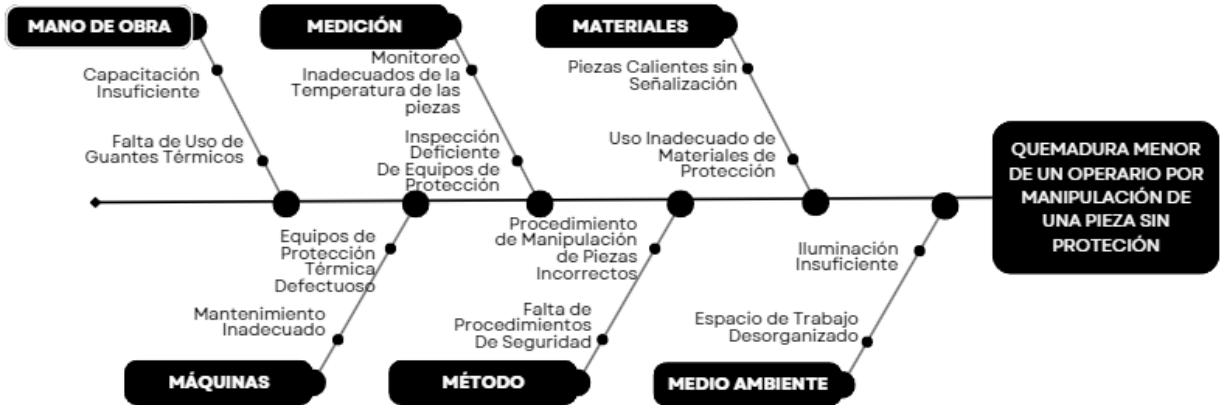 MANO DE OBRA
MEDICIÓN
MATERIALES
Capacitación
Insuficiente
Falta de Uso de
Guantes Térmicos
Monitoreo
Inadecuados de la
Temperatura de las
piezas
Inspección
Deficiente
De Equipos de
Protección
Piezas Calientes sin
Señalización
Uso Inadecuado de
Materiales de
Protección
QUEMADURA MENOR
DE UN OPERARIO POR
MANIPULACIÓN DE
UNA PIEZA SIN
PROTECIÓN
Equipos de
Protección
Térmica
Defectuoso
Mantenimiento
Inadecuado
Procedimiento
de Manipulación
de Piezas
Incorrectos
Falta de
Procedimientos
De Seguridad
Iluminación
Insuficiente
Espacio de Trabajo
Desorganizado
MÁQUINAS
MÉTODO
MEDIO AMBIENTE